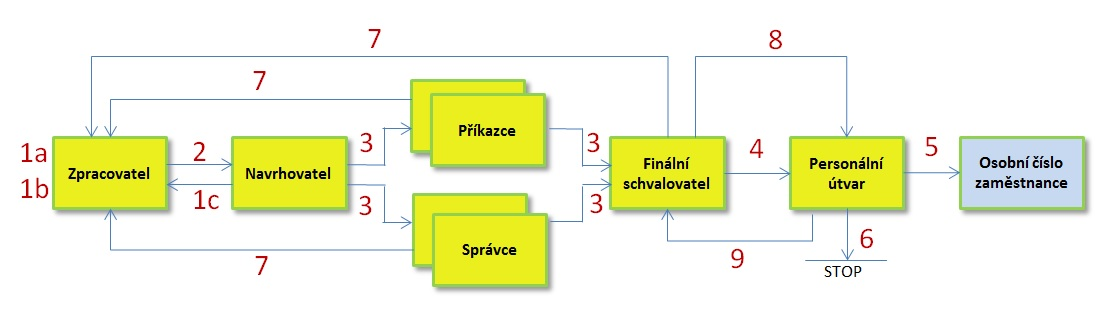 7
8
7
Příkazce
3
3
1a
1b
Zpracovatel
2
1c
Navrhovatel
3
3
Finální
schvalovatel
4
Personální
útvar
5
Osobní číslo
zaměstnance
Správce
7
9
6
STOP